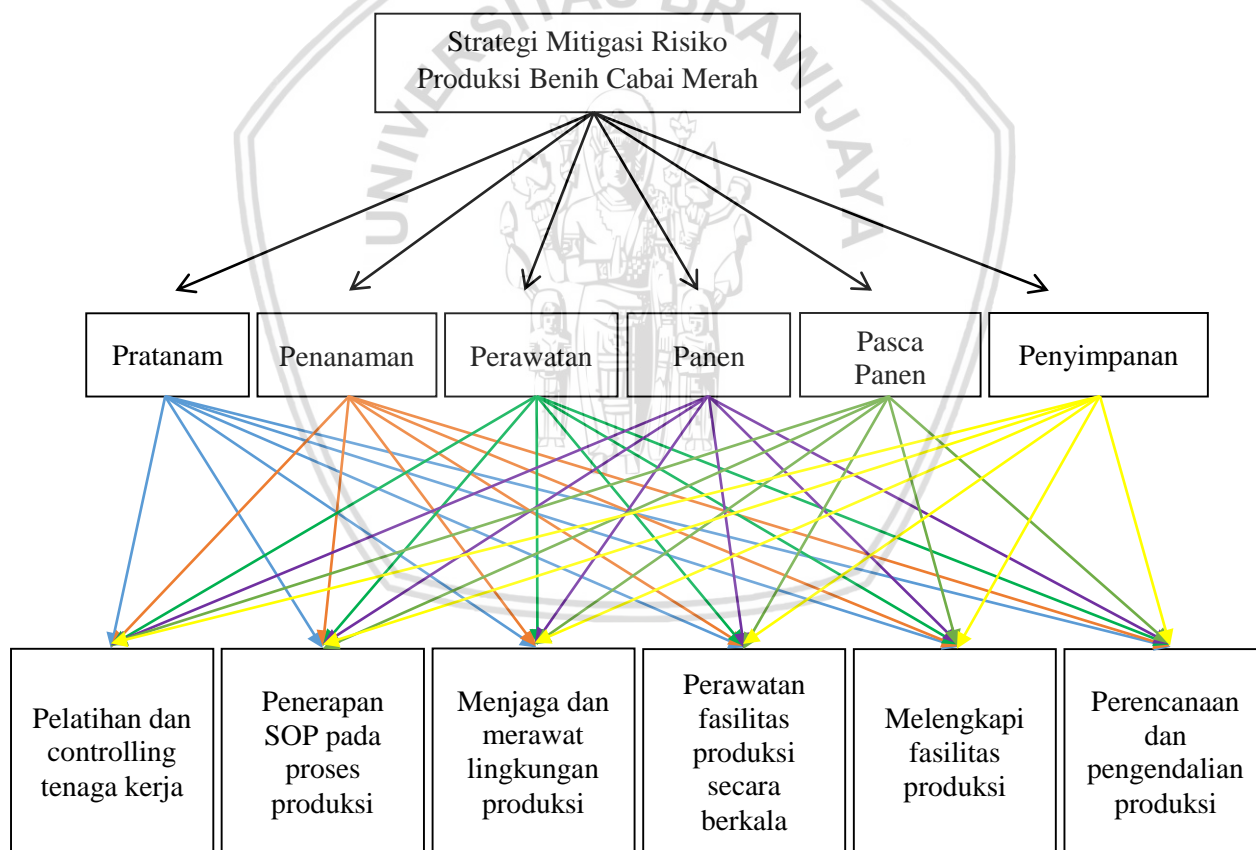 UNIVERSITAS BRAWIJAYA
Strategi Mitigasi Risiko
Produksi Benih Cabai Merah
Pratanam
Penanaman
Perawatan
Panen
Pasca
Panen
Penyimpanan
Pelatihan dan
controlling
tenaga kerja
Penerapan
SOP pada
proses
produksi
Menjaga dan
merawat
lingkungan
produksi
Perawatan
fasilitas
produksi
secara
berkala
Melengkapi
fasilitas
produksi
Perencanaan
dan
pengendalian
produksi